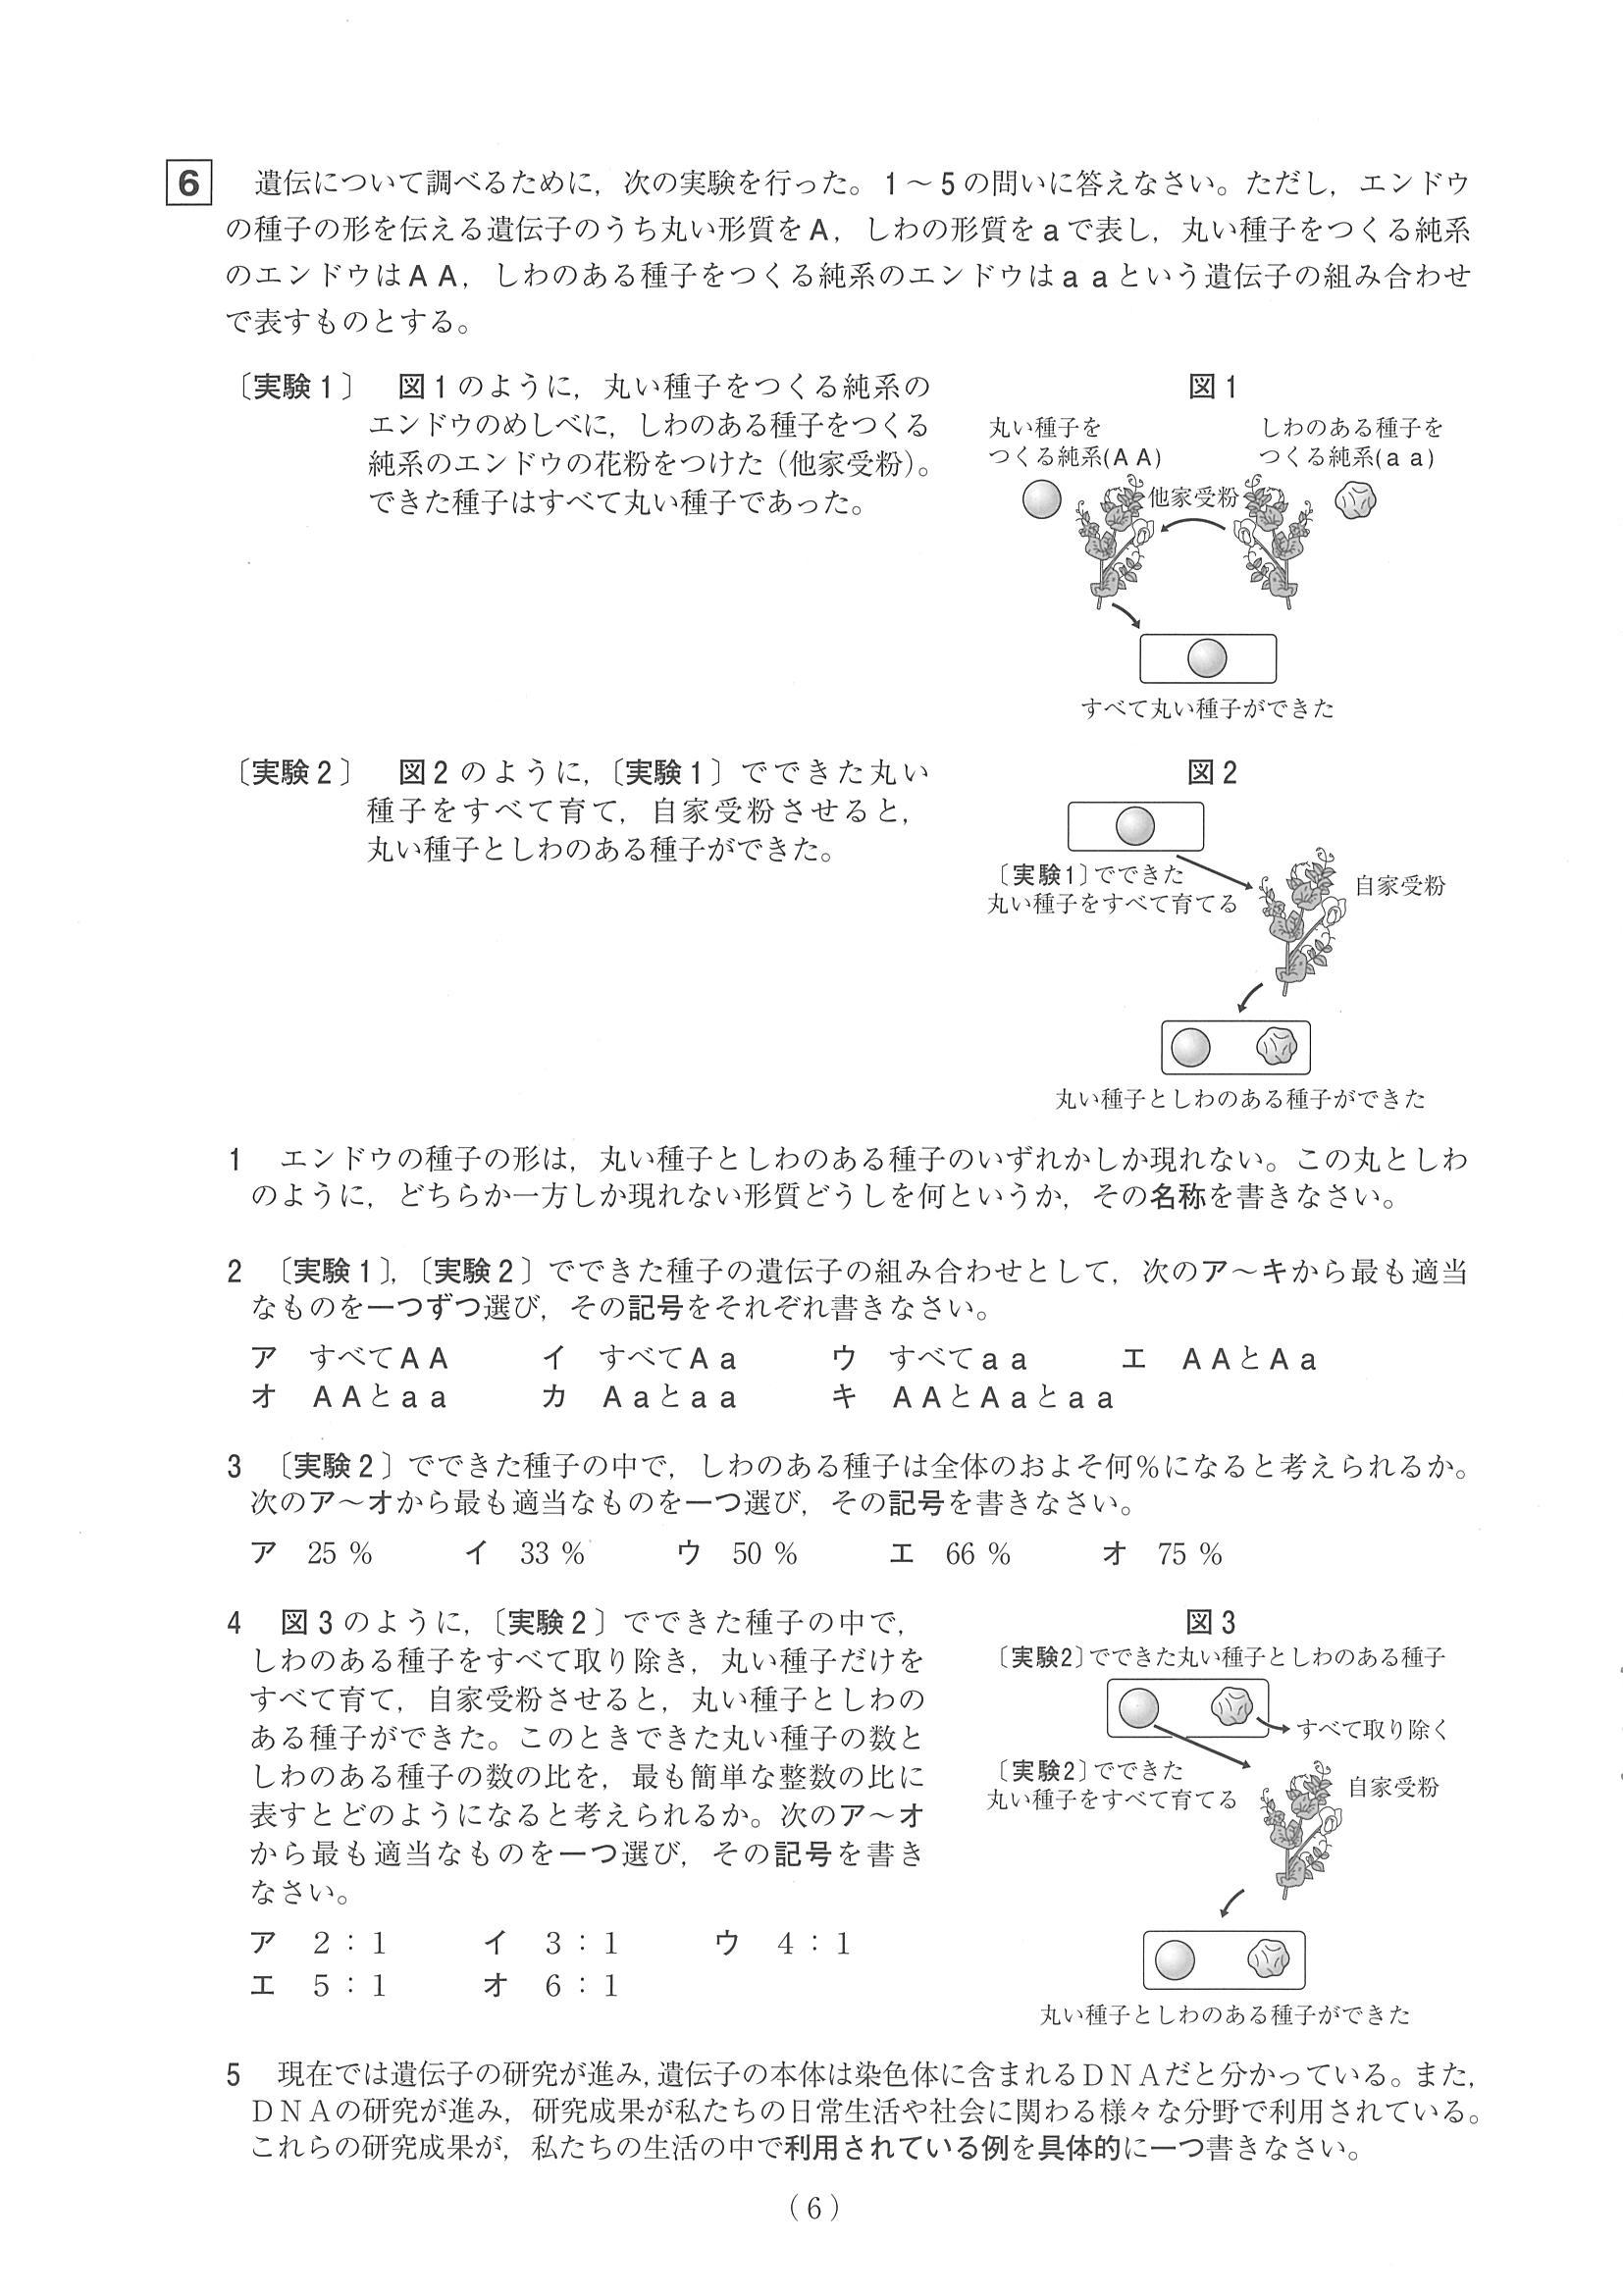 6 遺伝について調べるために，次の実験を行った。1～5の問いに答えなさい。ただし，エンドウ
の種子の形を伝える遺伝子のうち丸い形質をA，しわの形質をaで表し，丸い種子をつくる純系
のエンドウはAA，しわのある種子をつくる純系のエンドウはaaという遺伝子の組み合わせ
で表すものとする。
〔実験1〕 図1のように，丸い種子をつくる純系の
エンドウのめしべに，しわのある種子をつくる
純系のエンドウの花粉をつけた（他家受粉）。
できた種子はすべて丸い種子であった。
図1
丸い種子を
つくる純系(AA)
しわのある種子を
つくる純系(aa)
他家受粉
すべて丸い種子ができた
〔実験2〕 図2のように，〔実験1〕でできた丸い
種子をすべて育て，自家受粉させると，
丸い種子としわのある種子ができた。
図2
〔実験1〕でできた
丸い種子をすべて育てる
自家受粉
丸い種子としわのある種子ができた
1 エンドウの種子の形は，丸い種子としわのある種子のいずれかしか現れない。この丸としわ
のように，どちらか一方しか現れない形質どうしを何というか，その名称を書きなさい。
2 〔実験1〕，〔実験2〕でできた種子の遺伝子の組み合わせとして，次のア～キから最も適当
なものを一つずつ選び，その記号をそれぞれ書きなさい。
ア すべてAA イ すべてAa ウ すべてaa エ AAとAa
オ AAとaa カ Aaとaa キ AAとAaとaa
3 〔実験2〕でできた種子の中で，しわのある種子は全体のおよそ何％になると考えられるか。
次のア～オから最も適当なものを一つ選び，その記号を書きなさい。
ア 25 % イ 33 % ウ 50 % エ 66 % オ 75 %
4 図3のように，〔実験2〕でできた種子の中で，
しわのある種子をすべて取り除き，丸い種子だけを
すべて育て，自家受粉させると，丸い種子としわの
ある種子ができた。このときできた丸い種子の数と
しわのある種子の数の比を，最も簡単な整数の比に
表すとどのようになると考えられるか。次のア～オ
から最も適当なものを一つ選び，その記号を書き
なさい。
ア 2：1 イ 3：1 ウ 4：1
エ 5：1 オ 6：1
図3
〔実験2〕でできた丸い種子としわのある種子
すべて取り除く
〔実験2〕でできた
丸い種子をすべて育てる
自家受粉
丸い種子としわのある種子ができた
5 現在では遺伝子の研究が進み，遺伝子の本体は染色体に含まれるDNAだと分かっている。また，
DNAの研究が進み，研究成果が私たちの日常生活や社会に関わる様々な分野で利用されている。
これらの研究成果が，私たちの生活の中で利用されている例を具体的に一つ書きなさい。
（6）